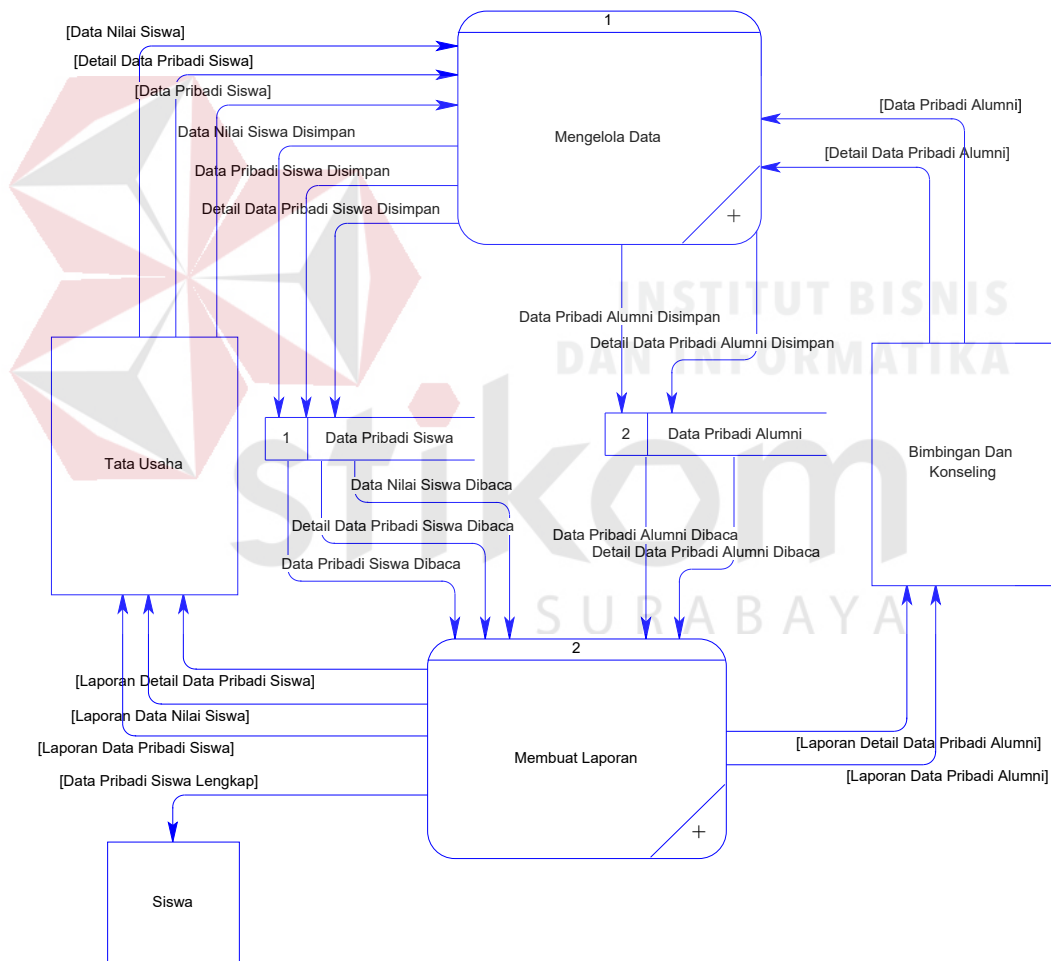 1
[Data Nilai Siswa]
[Detail Data Pribadi Siswa]
[Data Pribadi Siswa]
[Data Pribadi Alumni]
Data Nilai Siswa Disimpan
Mengelola Data
[Detail Data Pribadi Alumni]
Data Pribadi Siswa Disimpan
Detail Data Pribadi Siswa Disimpan
+
INSTITUT BISNIS
Data Pribadi Alumni Disimpan
Detail Data Pribadi Alumni Disimpan
DAN INFORMATIKA
1
Data Pribadi Siswa
2
Data Pribadi Alumni
Tata Usaha
Bimbingan Dan
Konseling
stikom
Data Nilai Siswa Dibaca
Detail Data Pribadi Siswa Dibaca
Data Pribadi Alumni Dibaca
Detail Data Pribadi Alumni Dibaca
Data Pribadi Siswa Dibaca
SURABAYA
2
[Laporan Detail Data Pribadi Siswa]
[Laporan Data Nilai Siswa]
[Laporan Data Pribadi Siswa]
Membuat Laporan
[Laporan Detail Data Pribadi Alumni]
[Laporan Data Pribadi Alumni]
[Data Pribadi Siswa Lengkap]
+
Siswa